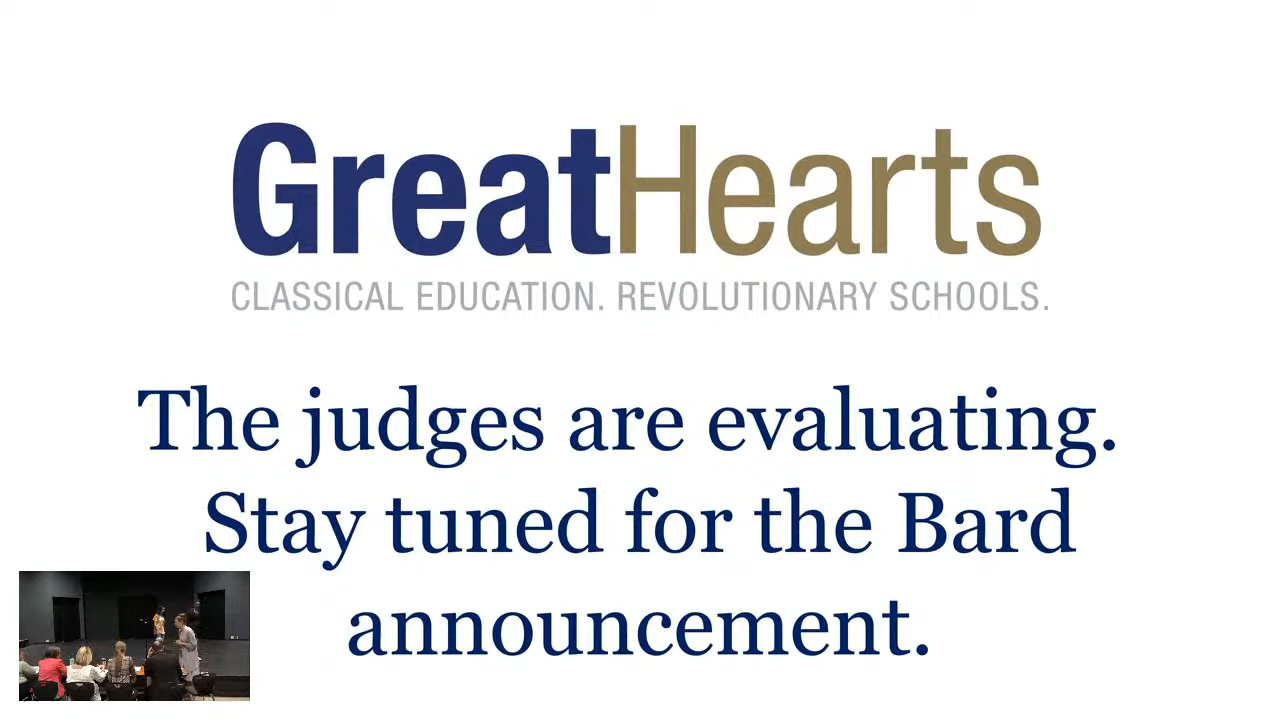 GreatHearts
CLASSICAL EDUCATION. REVOLUTIONARY SCHOOLS.
The judges are evaluating.
Stay tuned for the Bard
announcement.